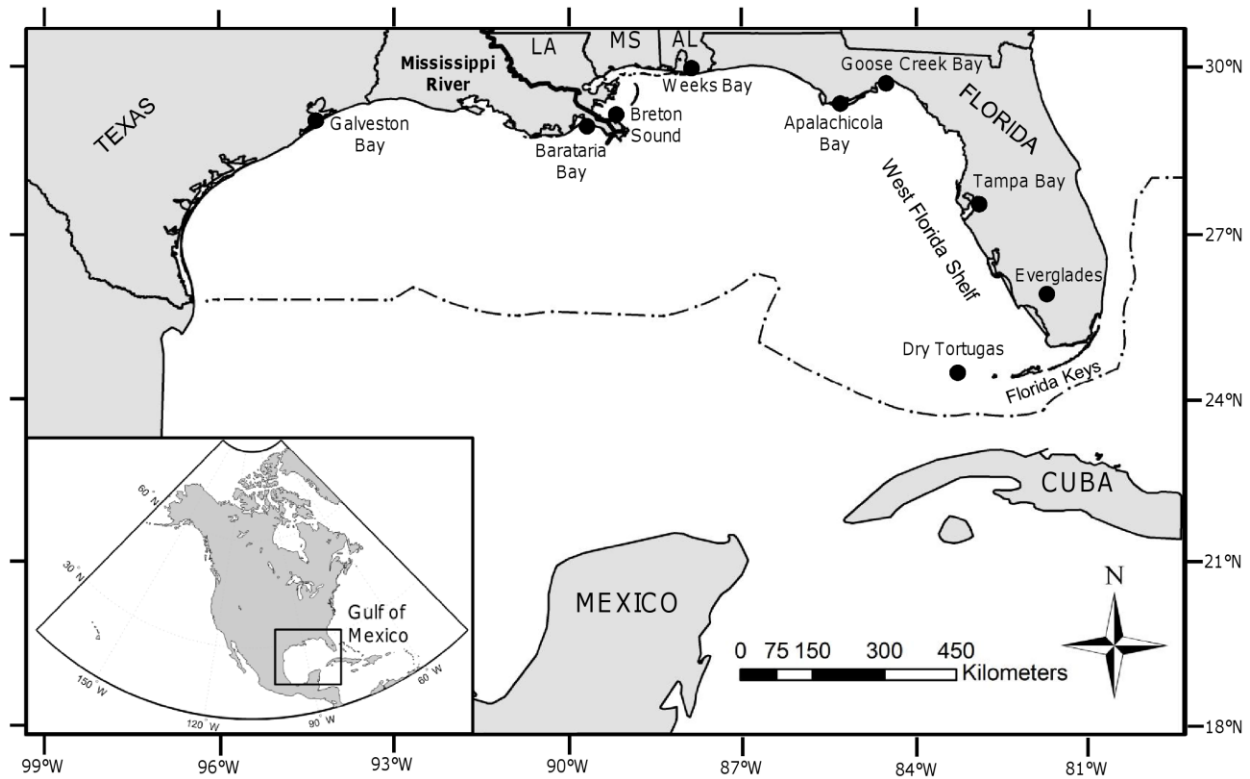 LA
MS
AL
30°N
Mississippi
River
Goose Creek Bay
Weeks Bay
TEXAS
Galveston
Bay
Breton
Sound
Barataria
Bay
Apalachicola
Bay
FLORIDA
Tampa Bay
West Florida Shelf
27°N
Everglades
Dry Tortugas
Florida Keys
24°N
CUBA
60° N
30° N
Gulf of
Mexico
150° W
120° W
90° W
60° W
21°N
MEXICO
N
0 75 150 300 450
Kilometers
18°N
99°W 96°W 93°W 90°W 87°W 84°W 81°W